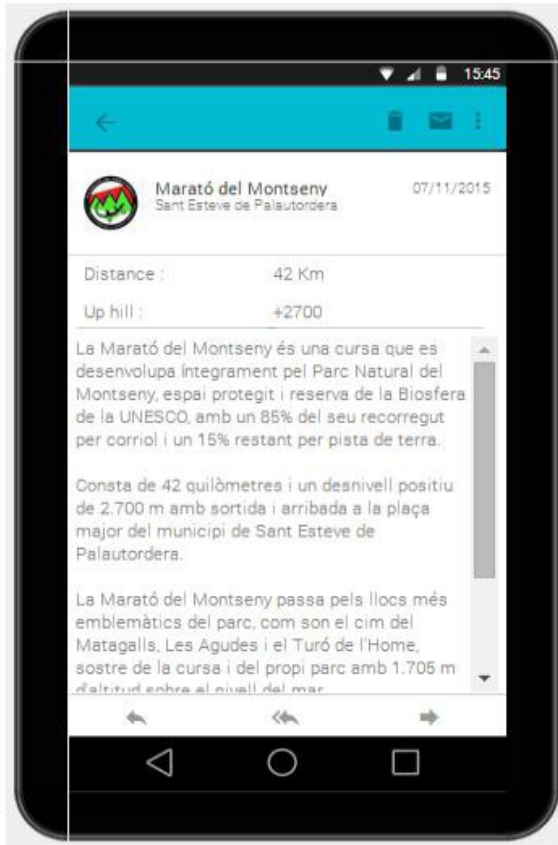 15:45
Marató del Montseny
07/11/2015
Sant Esteve de Palautordera
Distance : 42 Km
Up hill : +2700
La Marató del Montseny és una cursa que es
desenvolupa íntegrament pel Parc Natural del
Montseny, espai protegit i reserva de la Biosfera
de la UNESCO, amb un 85% del seu recorregut
per corriol i un 15% restant per pista de terra.
Consta de 42 quilòmetres i un desnivell positiu
de 2.700 m amb sortida i arribada a la plaça
major del municipi de Sant Esteve de
Palautordera.
La Marató del Montseny passa pels llocs més
emblemàtics del parc, com son el cim del
Matagalls, Les Agudes i el Turó de l'Home,
sostre de la cursa i del propi parc amb 1.705 m
d'altitud sobre el nivell del mar